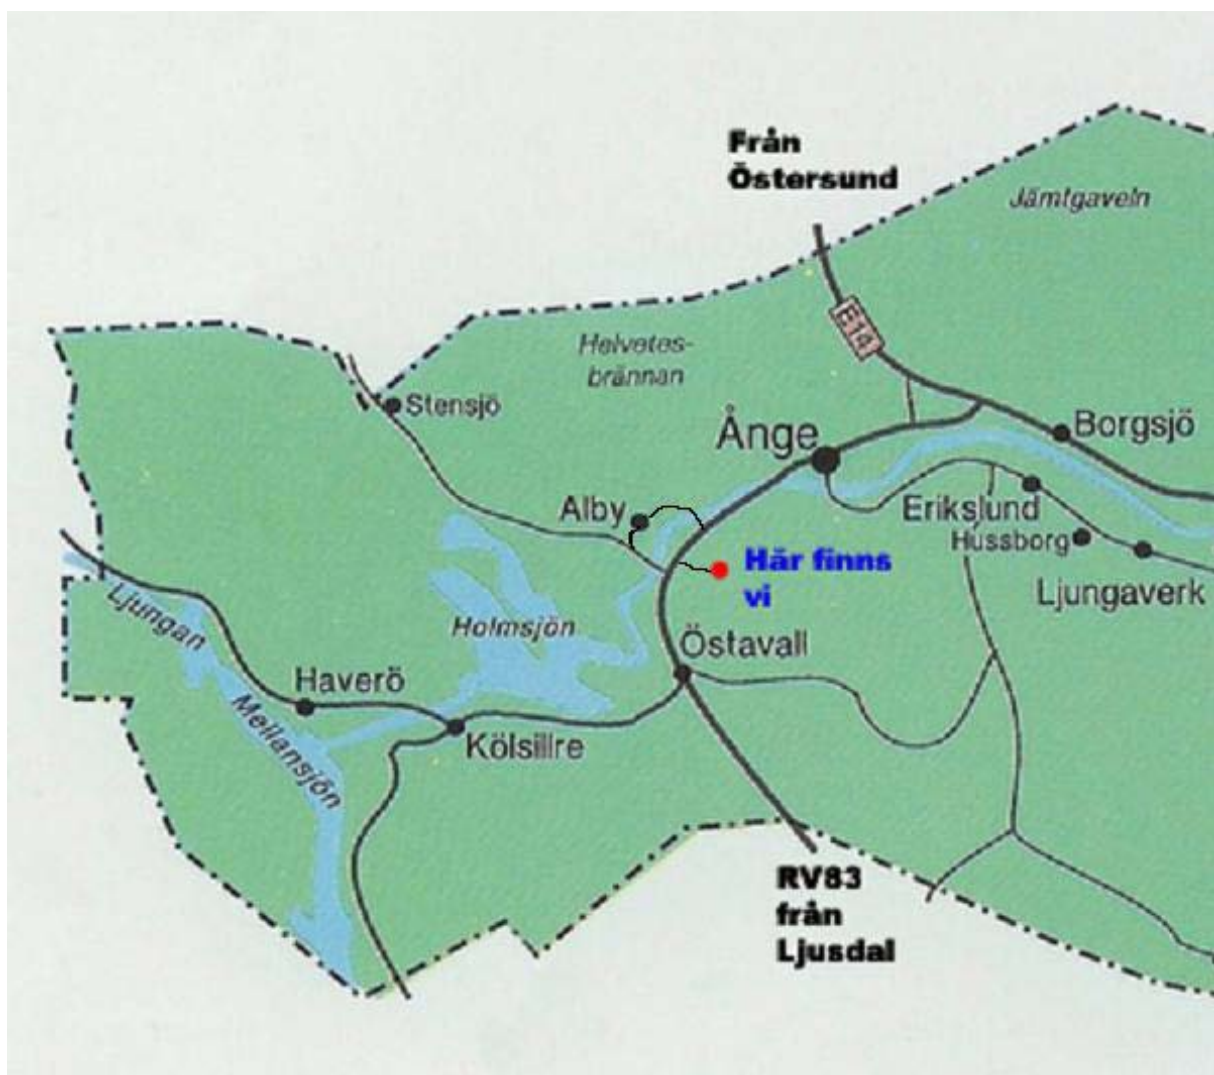 Från
Östersund
Jämtgaveln
E14
Helvetes-
brännan
Stensjö
Ånge
Borgsjö
Alby
Erikslund
Hussborg
Här finns
vi
Ljungaverk
Ljungan
Holmsjön
Östavall
Haverö
Mellansjön
Kölsillre
RV83
från
Ljusdal